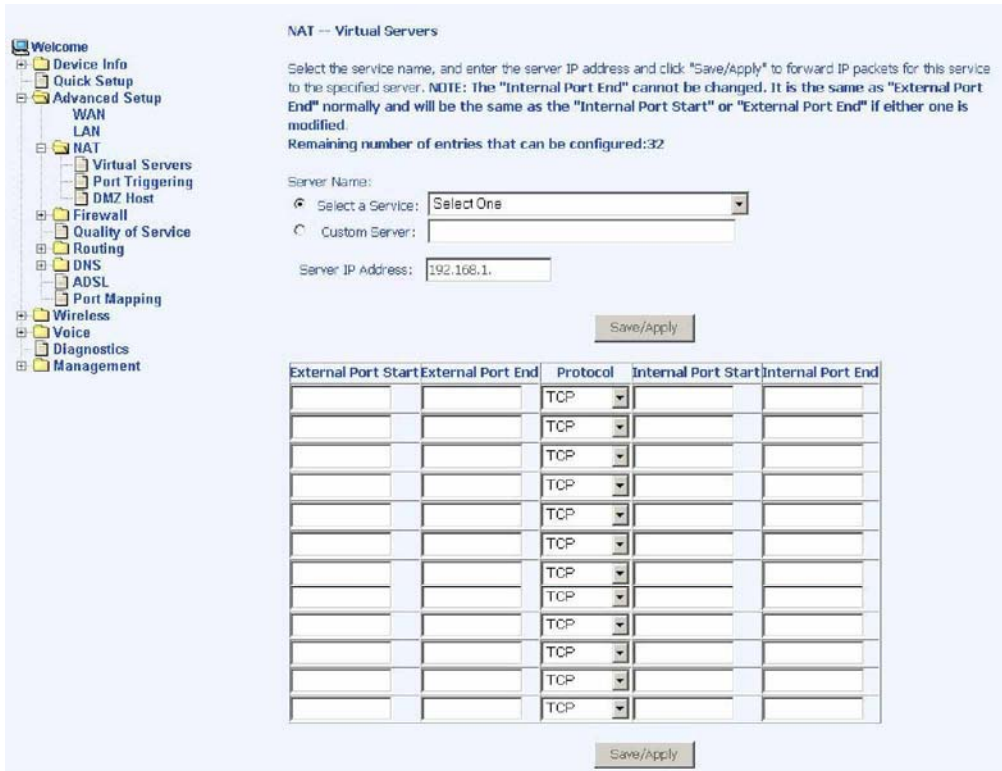 Welcome
Device Info
Quick Setup
Advanced Setup
WAN
LAN
NAT
Virtual Servers
Port Triggering
DMZ Host
Firewall
Quality of Service
Routing
DNS
ADSL
Port Mapping
Wireless
Voice
Diagnostics
Management
NAT -- Virtual Servers
Select the service name, and enter the server IP address and click "Save/Apply" to forward IP packets for this service
to the specified server. NOTE: The "Internal Port End" cannot be changed. It is the same as "External Port
End" normally and will be the same as the "Internal Port Start" or "External Port End" if either one is
modified.
Remaining number of entries that can be configured:32
Server Name:
Select a Service: Select One
Custom Server:
Server IP Address: 192.168.1.
Save/Apply
External Port Start External Port End Protocol Internal Port Start Internal Port End
TCP
TCP
TCP
TCP
TCP
TCP
TCP
TCP
TCP
TCP
TCP
TCP
Save/Apply